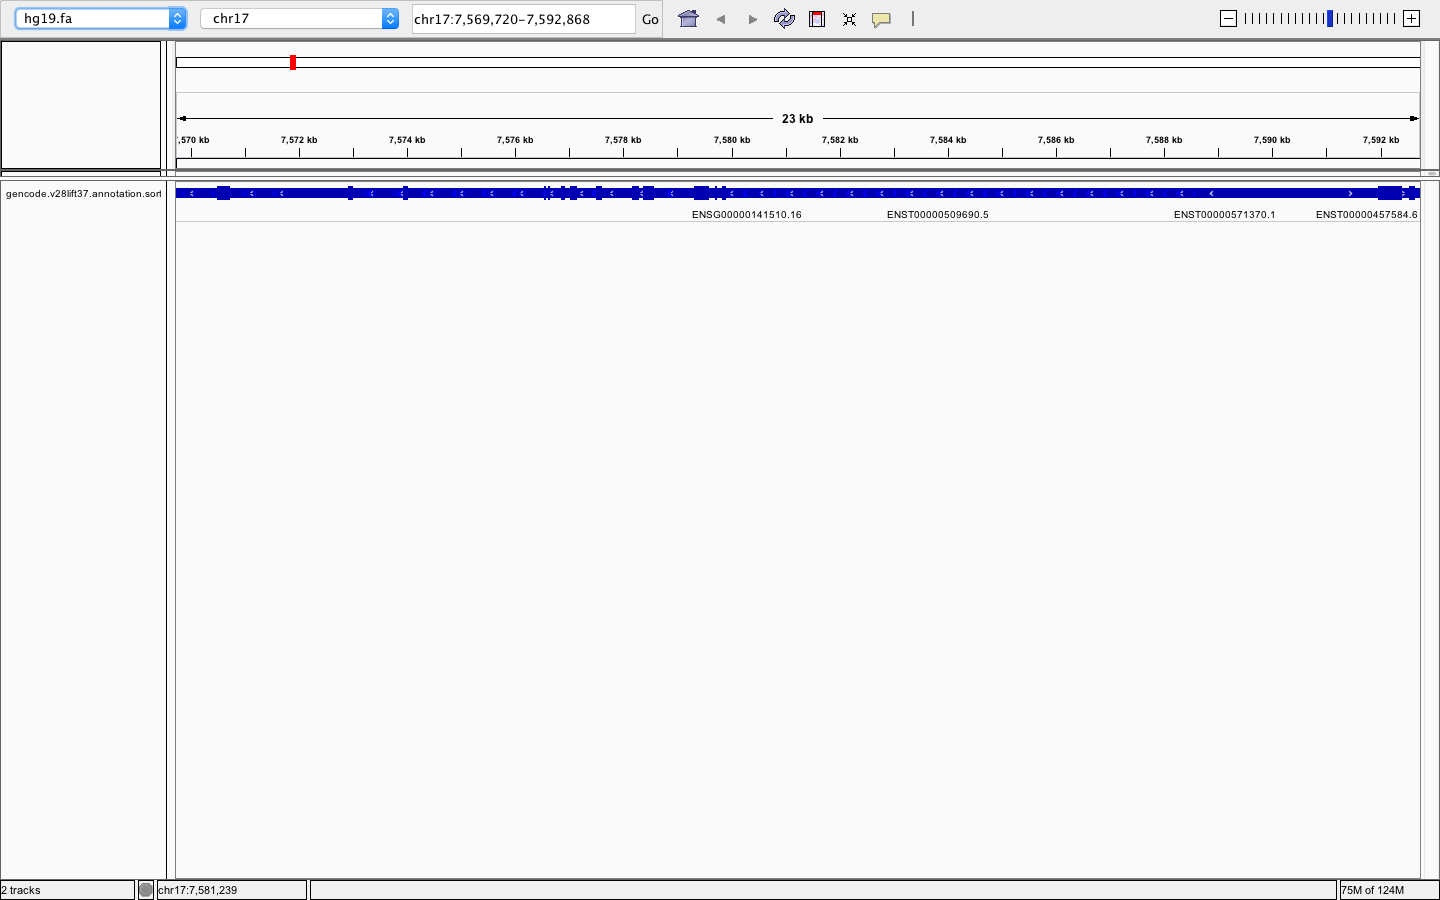 hg19.fa chr17 chr17:7,569,720-7,592,868 Go
23 kb
,570 kb 7,572 kb 7,574 kb 7,576 kb 7,578 kb 7,580 kb 7,582 kb 7,584 kb 7,586 kb 7,588 kb 7,590 kb 7,592 kb
gencode.v28lift37.annotation.sort
ENSG00000141510.16 ENST00000509690.5 ENST00000571370.1 ENST00000457584.6
2 tracks chr17:7,581,239 75M of 124M